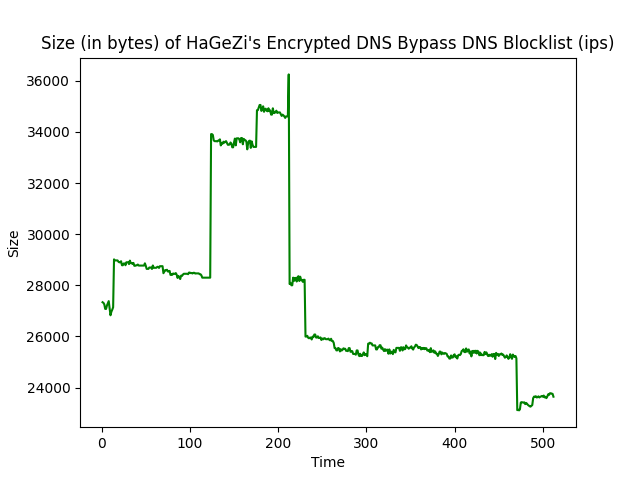 Size (in bytes) of HaGeZi's Encrypted DNS Bypass DNS Blocklist (ips)
36000
34000
32000
30000
28000
26000
24000
Size
0 100 200 300 400 500
Time